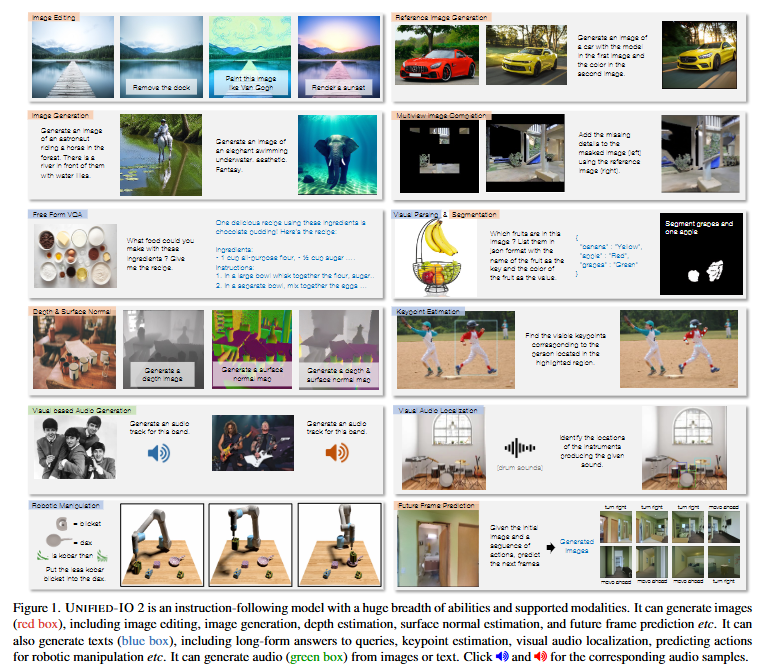 Image Editing
Remove the dock
Paint this image
like Van Gogh
Render a sunset
Reference Image Generation
Generate an image of
a car with the model
in the first image and
the color in the
second image.
Image Generation
Generate an image
of an astronaut
riding a horse in the
forest. There is a
river in front of them
with water lilies.
Generate an image of
an elephant swimming
underwater. aesthetic.
Fantasy.
Multiview Image Completion
Add the missing
details to the
masked image (left)
using the
reference image
(right).
Free Form VQA
What food could you
make with these
ingredients ? Give
me the recipe.
One delicious recipe using these ingredients is
chocolate pudding! Here's the recipe:
Ingredients:
- 1 cup all-purpose flour, - ½ cup sugar ....
Instructions:
1. In a large bowl whisk together the flour, sugar..
2. In a separate bowl, mix together the eggs ...
Visual Parsing & Segmentation
Which fruits are in this
image ? List them in
json format with the
name of the fruit as the
key and the color of
the fruit as the value.
{
"banana" : "Yellow",
"apple" : "Red",
"grapes" : "Green"
}
Segment grapes and
one apple
Depth & Surface Normal
Generate a
depth image
Generate a surface
normal map
Generate a depth &
surface normal map
Keypoint Estimation
Find the visible keypoints
corresponding to the
person located in the
highlighted region.
Visual based Audio Generation
Generate an audio
track for this band.
Generate an audio
track for this band.
Visual Audio Localization
[drum sounds]
Identify the locations
of the instruments
producing the given
sound.
Robotic Manipulation
= blicket
= dax
is kobar than
Put the less kobar
blicket into the dax.
Future Frame Prediction
Given the initial
image and a
sequence of
actions, predict
the next frames
Generated
Images
turn right turn right turn right move ahead
move ahead move ahead move ahead turn right
Figure 1. UNIFIED-IO 2 is an instruction-following model with a huge breadth of abilities and supported modalities. It can generate images
(red box), including image editing, image generation, depth estimation, surface normal estimation, and future frame prediction etc. It can
also generate texts (blue box), including long-form answers to queries, keypoint estimation, visual audio localization, predicting actions
for robotic manipulation etc. It can generate audio (green box) from images or text. Click and for the corresponding audio samples.